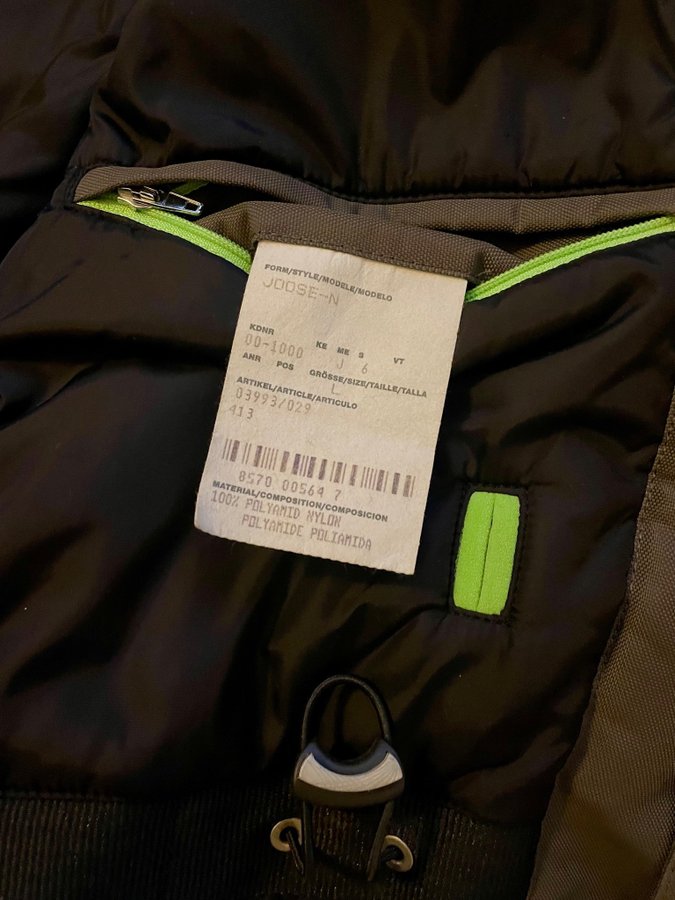 FORM/STYLE/MODELE/MODELO
JOOSE-N
KDNR KE ME S VT
00-1000 J 6
ANR POS GRÖSSE/SIZE/TAILLE/TALLA
L
ARTIKEL/ARTICLE/ARTICULO
03993/029
413
8570 00564 7
MATERIAL/COMPOSITION/COMPOSICION
100% POLYAMID NYLON
POLYAMIDE POLIAMIDA